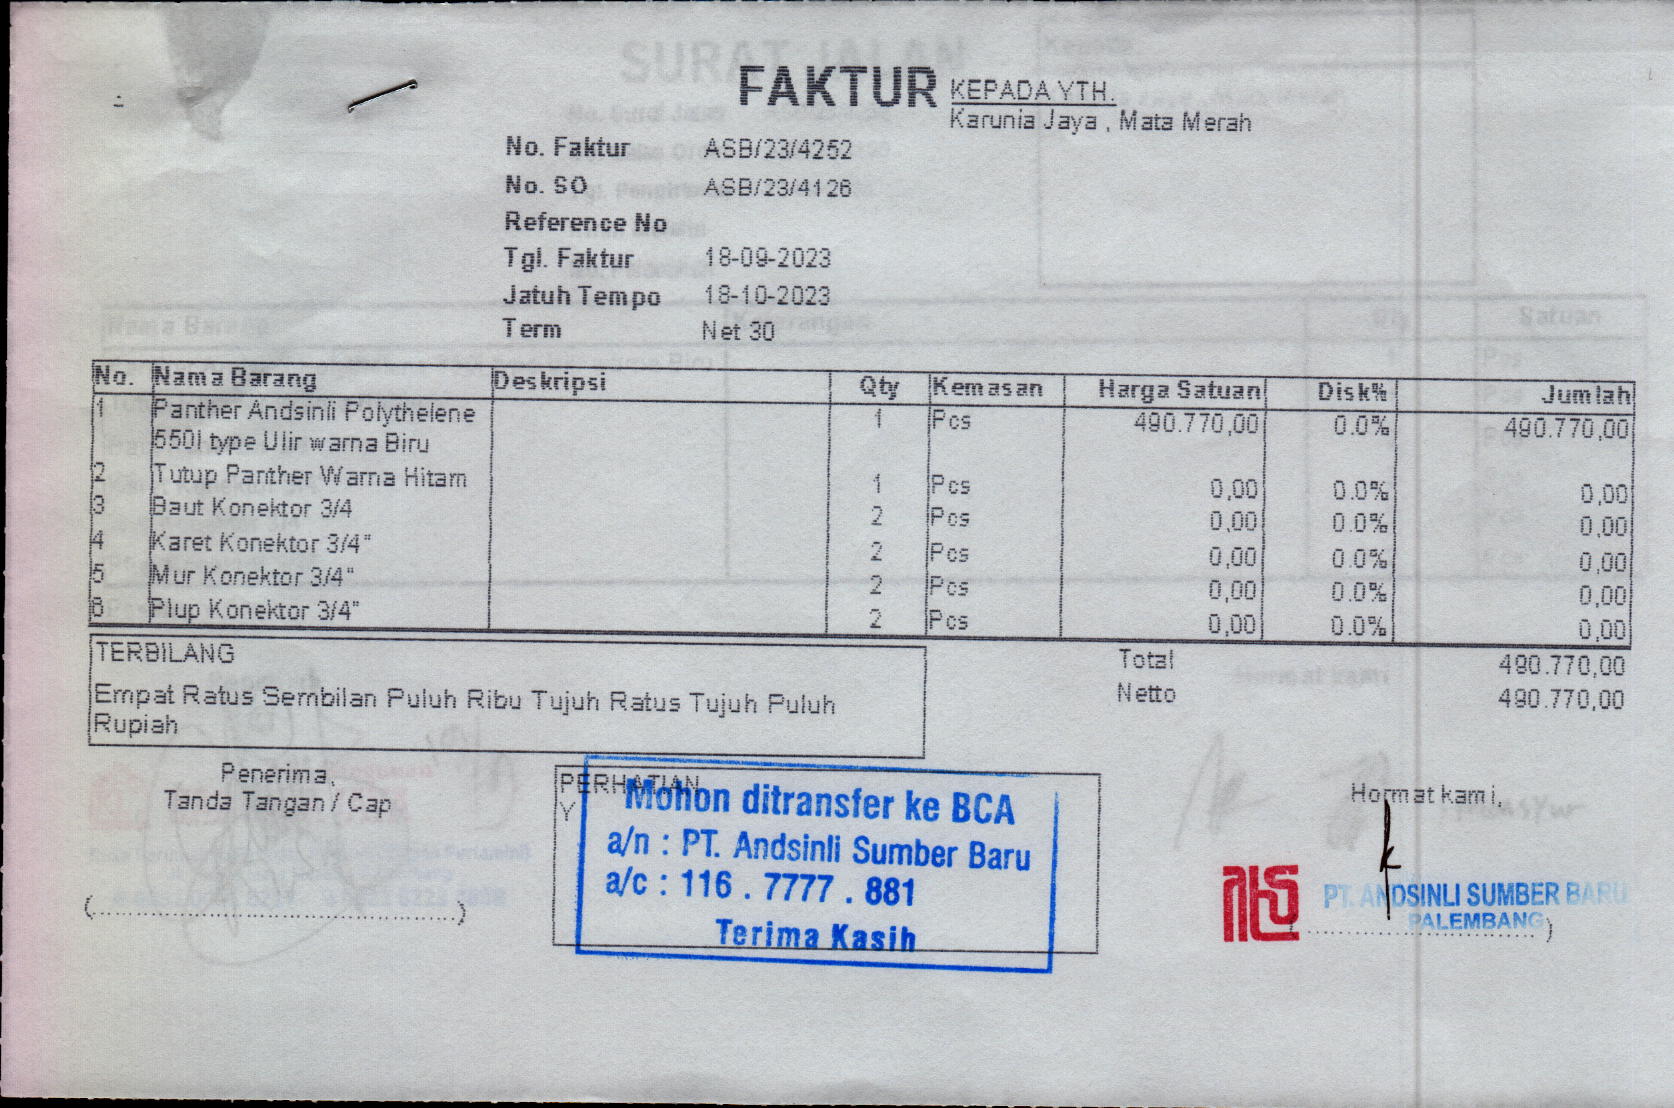 FAKTUR
KEPADA YTH.
Karunia Jaya , Mata Merah
No. Faktur ASB/23/4252
No. SO ASB/23/4126
Reference No
Tgl. Faktur 18-09-2023
Jatuh Tempo 18-10-2023
Term Net 30
No. Nama Barang Deskripsi Qty Kemasan Harga Satuan Disk% Jumlah
1 Panther Andsinli Polythelene 1 Pcs 490.770,00 0.0% 490.770,00
550l type Ulir warna Biru
2 Tutup Panther Warna Hitam 1 Pcs 0,00 0.0% 0,00
3 Baut Konektor 3/4 2 Pcs 0,00 0.0% 0,00
4 Karet Konektor 3/4" 2 Pcs 0,00 0.0% 0,00
5 Mur Konektor 3/4" 2 Pcs 0,00 0.0% 0,00
6 Plup Konektor 3/4" 2 Pcs 0,00 0.0% 0,00
TERBILANG
Empat Ratus Sembilan Puluh Ribu Tujuh Ratus Tujuh Puluh
Rupiah
Total 490.770,00
Netto 490.770,00
Penerima,
Tanda Tangan / Cap
(....................)
PERHATIAN
Y
Mohon ditransfer ke BCA
a/n : PT. Andsinli Sumber Baru
a/c : 116 . 7777 . 881
Terima Kasih
Hormat kami,
PT. ANDSINLI SUMBER BARU
PALEMBANG
(....................)
SURAT JALAN
Nama Barang
Satuan